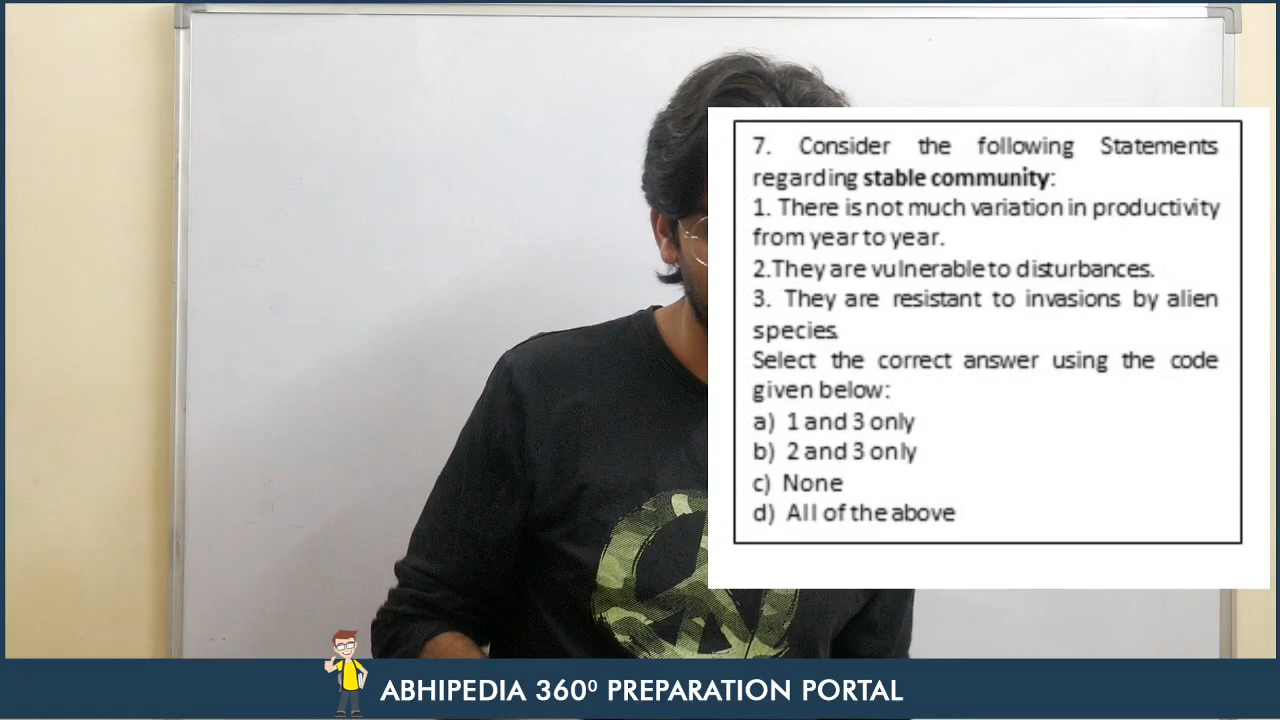 7. Consider the following Statements
regarding stable community:
1. There is not much variation in productivity
from year to year.
2.They are vulnerable to disturbances.
3. They are resistant to invasions by alien
species.
Select the correct answer using the code
given below:
a) 1 and 3 only
b) 2 and 3 only
c) None
d) All of the above
ABHIPEDIA 360⁰ PREPARATION PORTAL